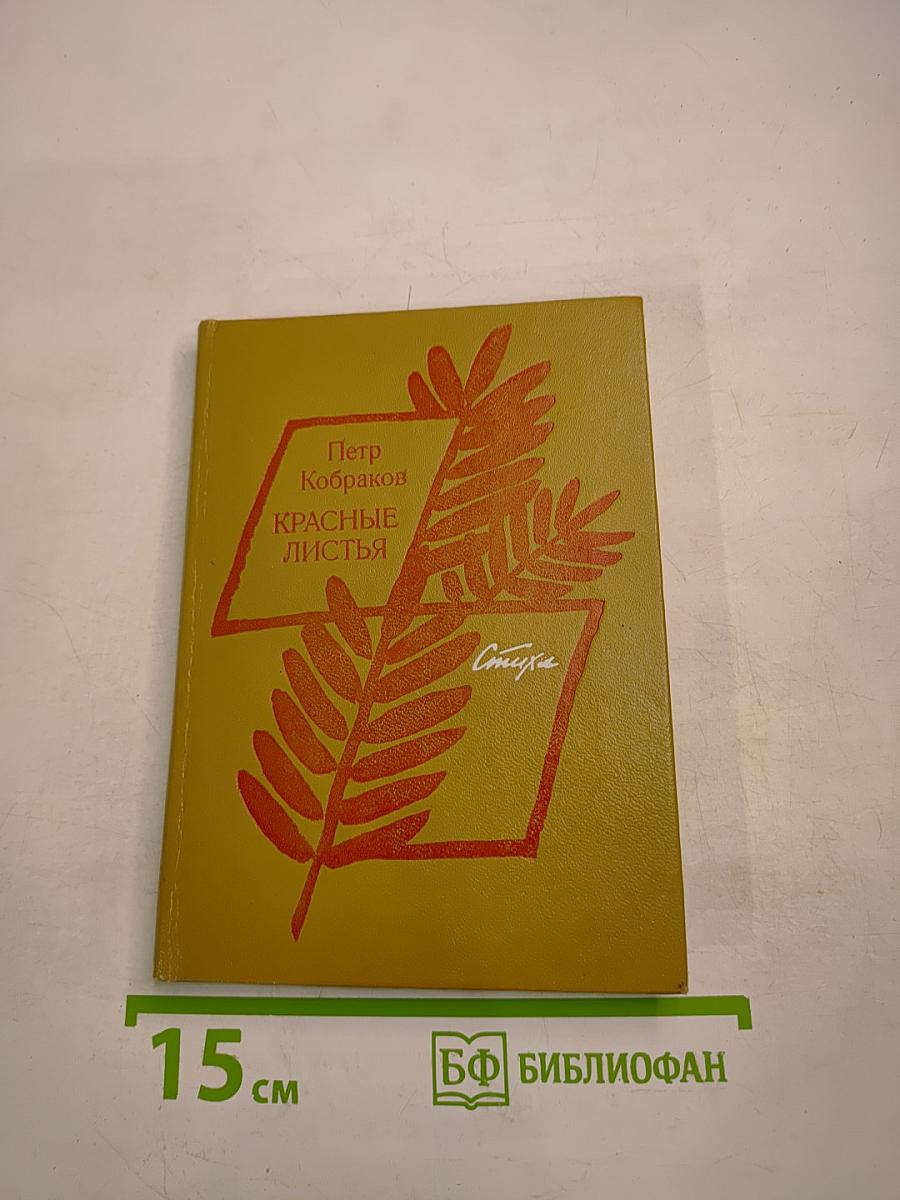 Петр
Кобраков
КРАСНЫЕ
ЛИСТЬЯ
Стихи
15 см
БФ БИБЛИОФАН